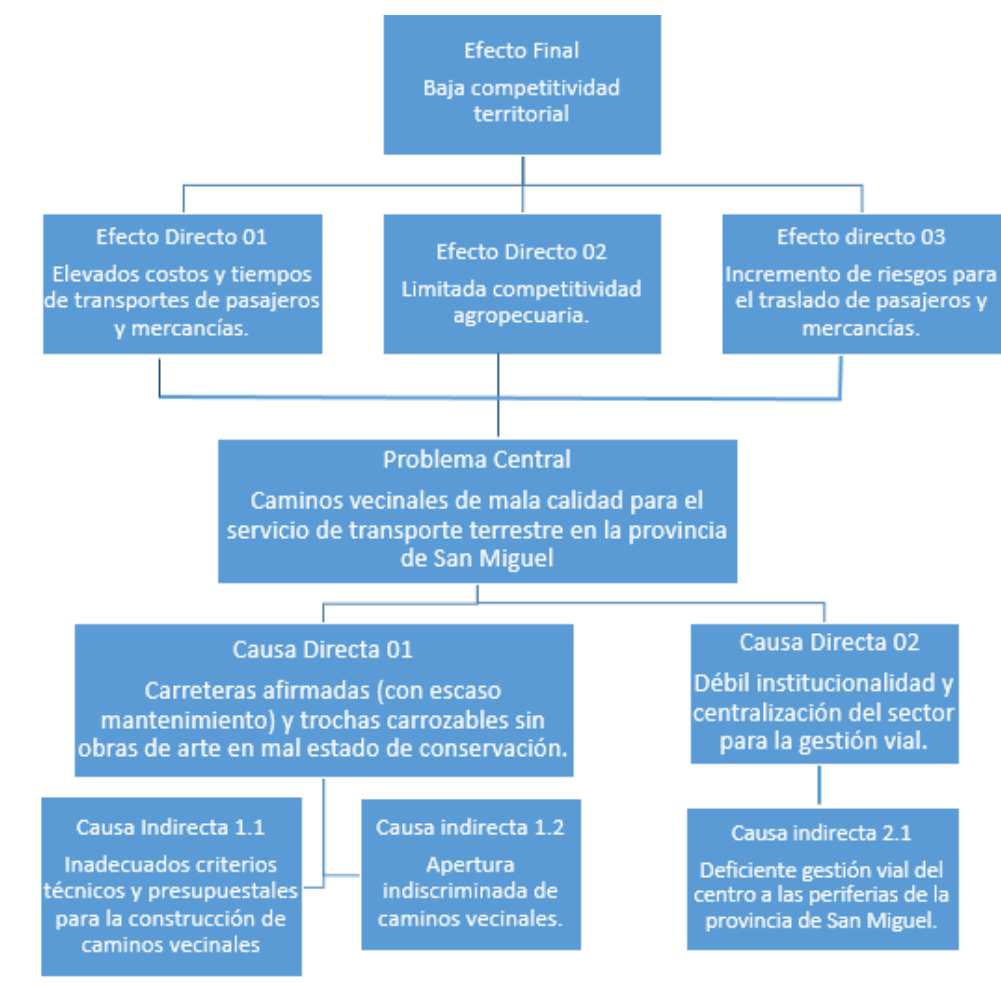 Efecto Final
Baja competitividad
territorial
Efecto Directo 01
Elevados costos y tiempos
de transportes de pasajeros
y mercancías.
Efecto Directo 02
Limitada competitividad
agropecuaria.
Efecto directo 03
Incremento de riesgos para
el traslado de pasajeros y
mercancías.
Problema Central
Caminos vecinales de mala calidad para el
servicio de transporte terrestre en la provincia
de San Miguel
Causa Directa 01
Carreteras afirmadas (con escaso
mantenimiento) y trochas carrozables sin
obras de arte en mal estado de conservación.
Causa Directa 02
Débil institucionalidad y
centralización del sector
para la gestión vial.
Causa Indirecta 1.1
Inadecuados criterios
técnicos y presupuestales
para la construcción de
caminos vecinales
Causa indirecta 1.2
Apertura
indiscriminada de
caminos vecinales.
Causa indirecta 2.1
Deficiente gestión vial del
centro a las periferias de la
provincia de San Miguel.